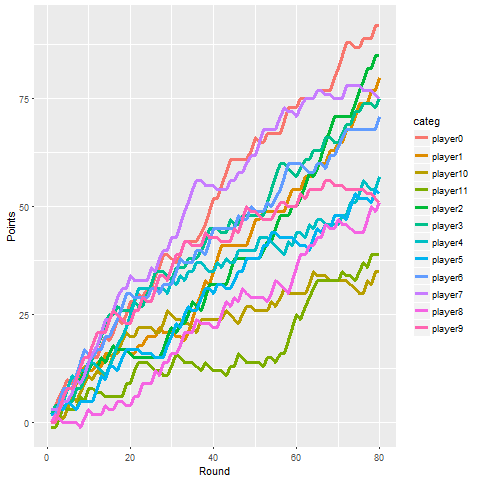 75
50
25
0
Points
0
20
40
60
80
Round
categ
player0
player1
player10
player11
player2
player3
player4
player5
player6
player7
player8
player9